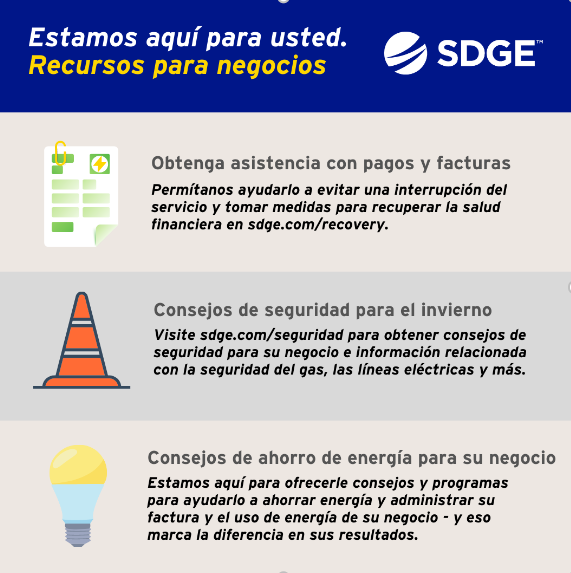 Estamos aquí para usted.
Recursos para negocios
SDGE™
Obtenga asistencia con pagos y facturas
Permítanos ayudarlo a evitar una interrupción del
servicio y tomar medidas para recuperar la salud
financiera en sdge.com/recovery.
Consejos de seguridad para el invierno
Visite sdge.com/seguridad para obtener consejos de
seguridad para su negocio e información relacionada
con la seguridad del gas, las líneas eléctricas y más.
Consejos de ahorro de energía para su negocio
Estamos aquí para ofrecerle consejos y programas
para ayudarlo a ahorrar energía y administrar su
factura y el uso de energía de su negocio - y eso
marca la diferencia en sus resultados.